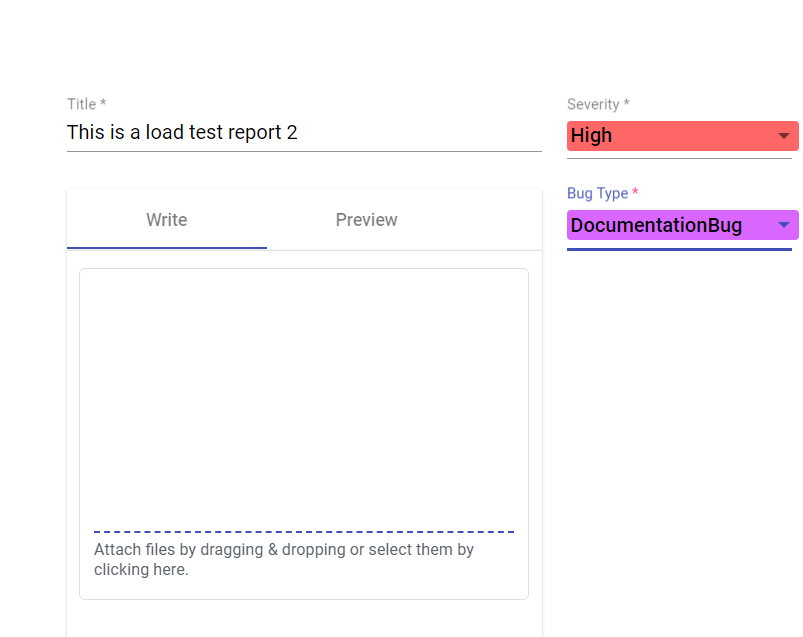 Title *
This is a load test report 2
Severity *
High
Bug Type *
DocumentationBug
Write
Preview
Attach files by dragging & dropping or select them by
clicking here.